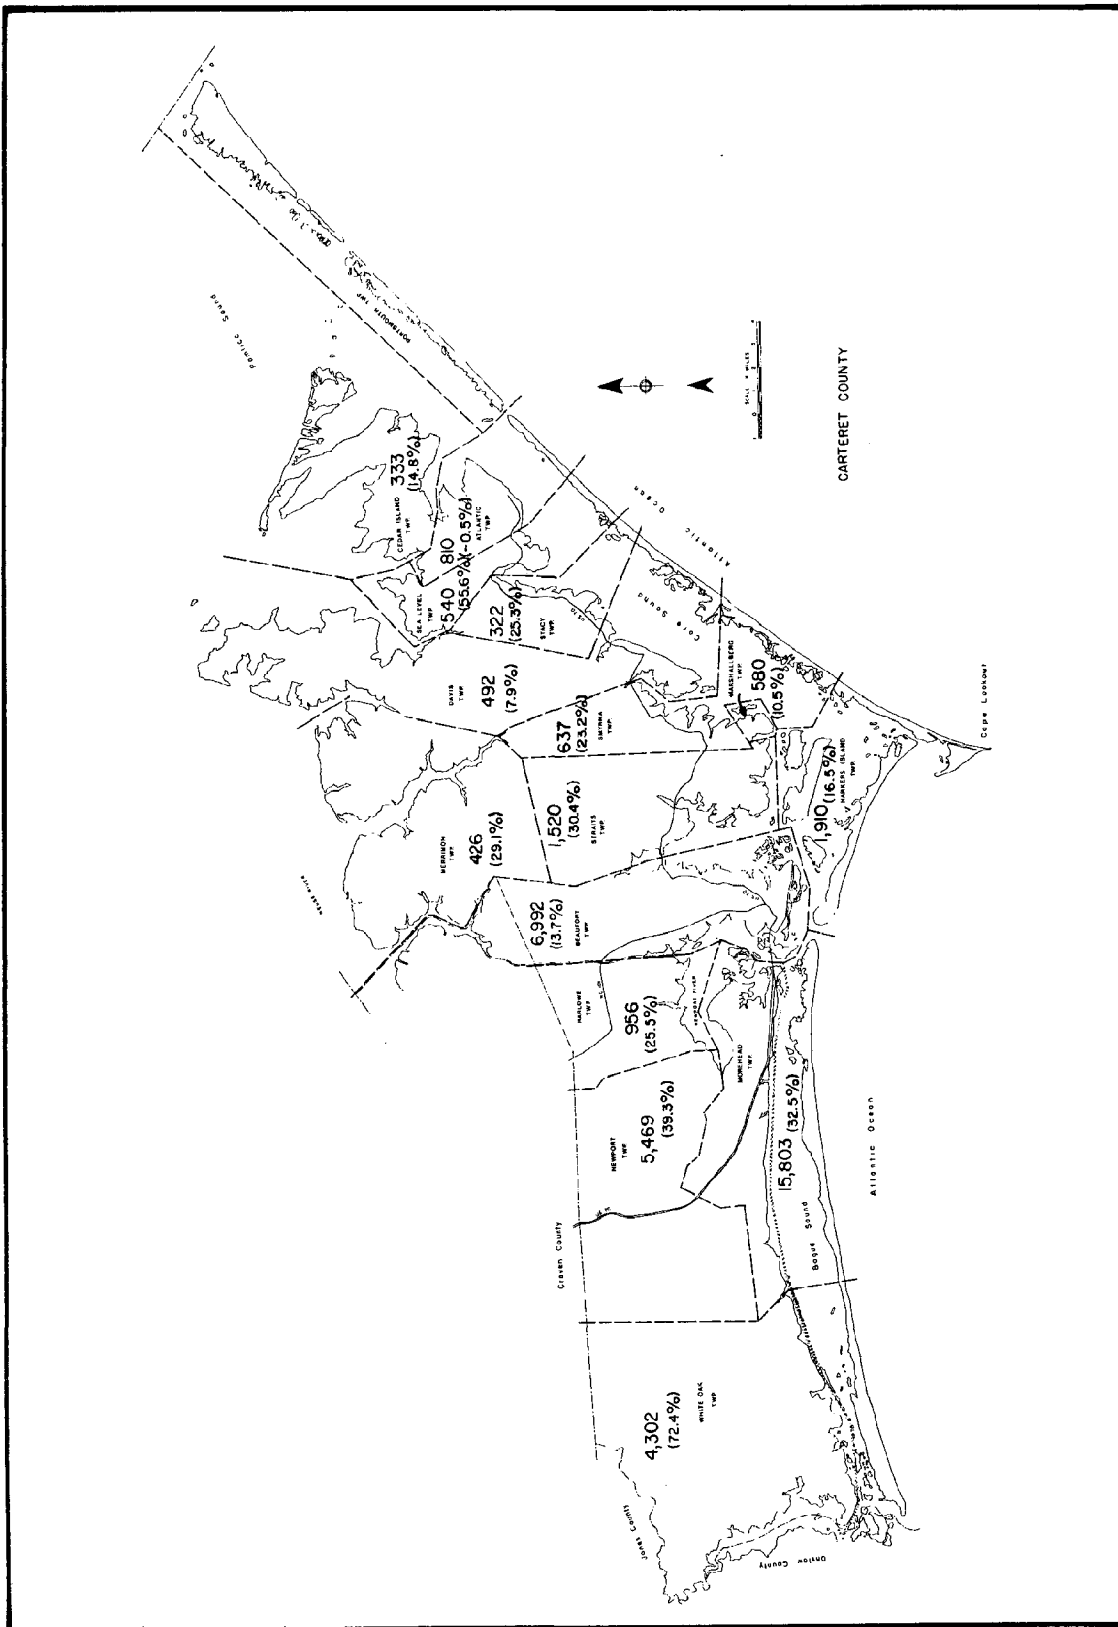 Pamlico Sound
PORTSMOUTH TWP.
333
(14.8%)
CEDAR ISLAND
TWP.
810
(-0.5%)
ATLANTIC
TWP.
SEA LEVEL
TWP.
540
(55.6%)
322
(25.3%)
STACY
TWP.
DAVIS
TWP.
492
(7.9%)
637
(23.2%)
SMYRNA
TWP.
Core Sound
Atlantic Ocean
MARSHALLBERG
TWP.
580
(10.5%)
Cape Lookout
1,910 (16.5%)
HARKERS ISLAND
TWP.
1,520
(30.4%)
STRAITS
TWP.
MERRIMON
TWP.
426
(29.1%)
6,992
(13.7%)
BEAUFORT
TWP.
HARLOWE
TWP.
956
(25.5%)
NEWPORT RIVER
MOREHEAD
TWP.
15,803 (32.5%)
NEWPORT
TWP.
5,469
(39.3%)
Craven County
Bogue Sound
Atlantic Ocean
4,302
(72.4%)
WHITE OAK
TWP.
Jones County
Onslow County
CARTERET COUNTY